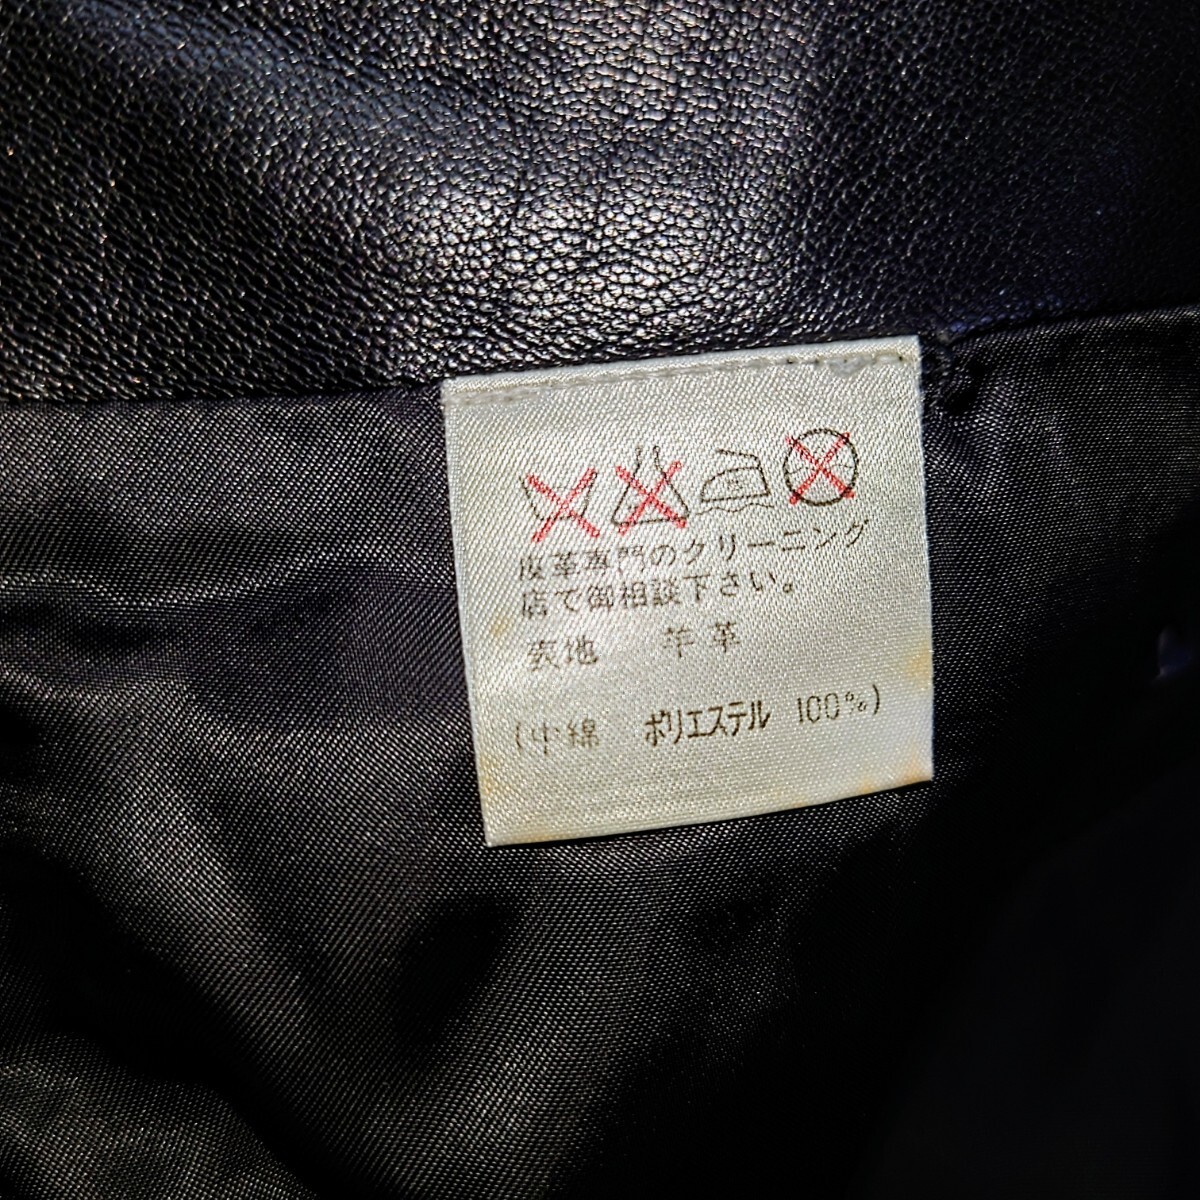 皮革専門のクリーニング
店で御相談下さい。
表地 羊革
(中綿 ポリエステル 100%)